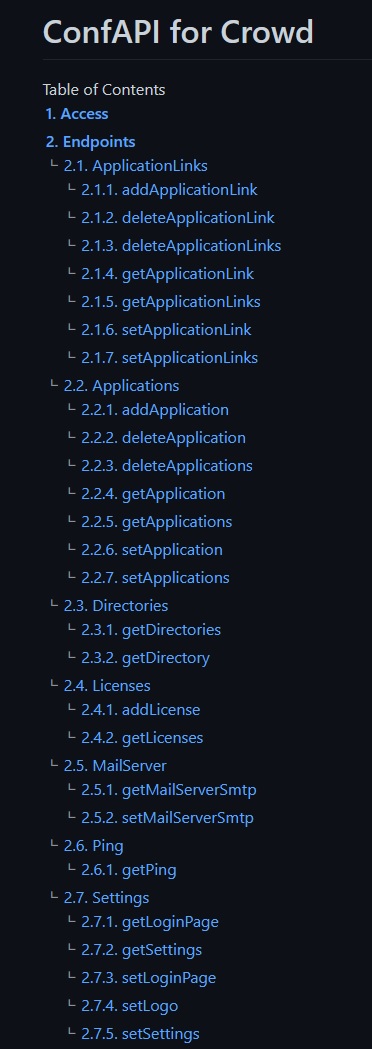 ConfAPI for Crowd
Table of Contents
1. Access
2. Endpoints
2.1. ApplicationLinks
2.1.1. addApplicationLink
2.1.2. deleteApplicationLink
2.1.3. deleteApplicationLinks
2.1.4. getApplicationLink
2.1.5. getApplicationLinks
2.1.6. setApplicationLink
2.1.7. setApplicationLinks
2.2. Applications
2.2.1. addApplication
2.2.2. deleteApplication
2.2.3. deleteApplications
2.2.4. getApplication
2.2.5. getApplications
2.2.6. setApplication
2.2.7. setApplications
2.3. Directories
2.3.1. getDirectories
2.3.2. getDirectory
2.4. Licenses
2.4.1. addLicense
2.4.2. getLicenses
2.5. MailServer
2.5.1. getMailServerSmtp
2.5.2. setMailServerSmtp
2.6. Ping
2.6.1. getPing
2.7. Settings
2.7.1. getLoginPage
2.7.2. getSettings
2.7.3. setLoginPage
2.7.4. setLogo
2.7.5. setSettings